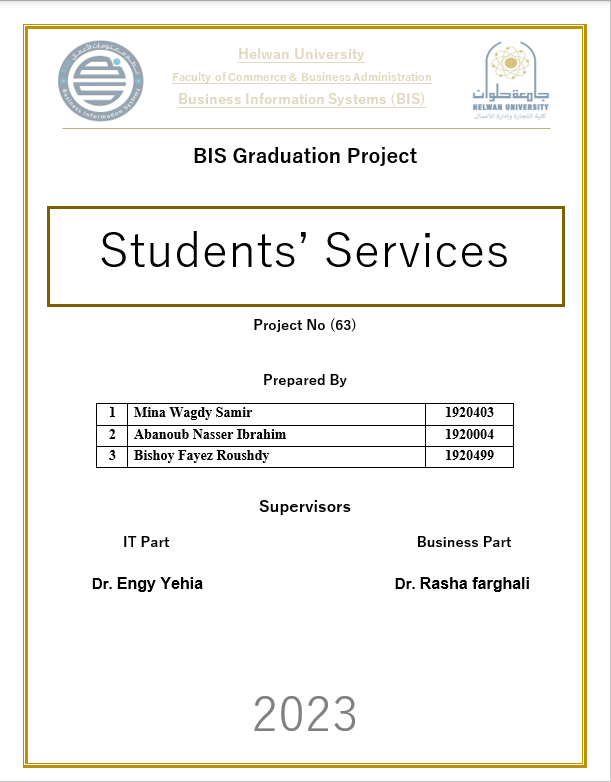 نظم معلومات الأعمال
Business Information Systems
Helwan University
Faculty of Commerce & Business Administration
Business Information Systems (BIS)
جامعة حلوان
HELWAN UNIVERSITY
كلية التجارة وإدارة الأعمال
BIS Graduation Project
Students’ Services
Project No (63)
Prepared By
1 Mina Wagdy Samir 1920403
2 Abanoub Nasser Ibrahim 1920004
3 Bishoy Fayez Roushdy 1920499
Supervisors
IT Part Business Part
Dr. Engy Yehia Dr. Rasha farghali
2023